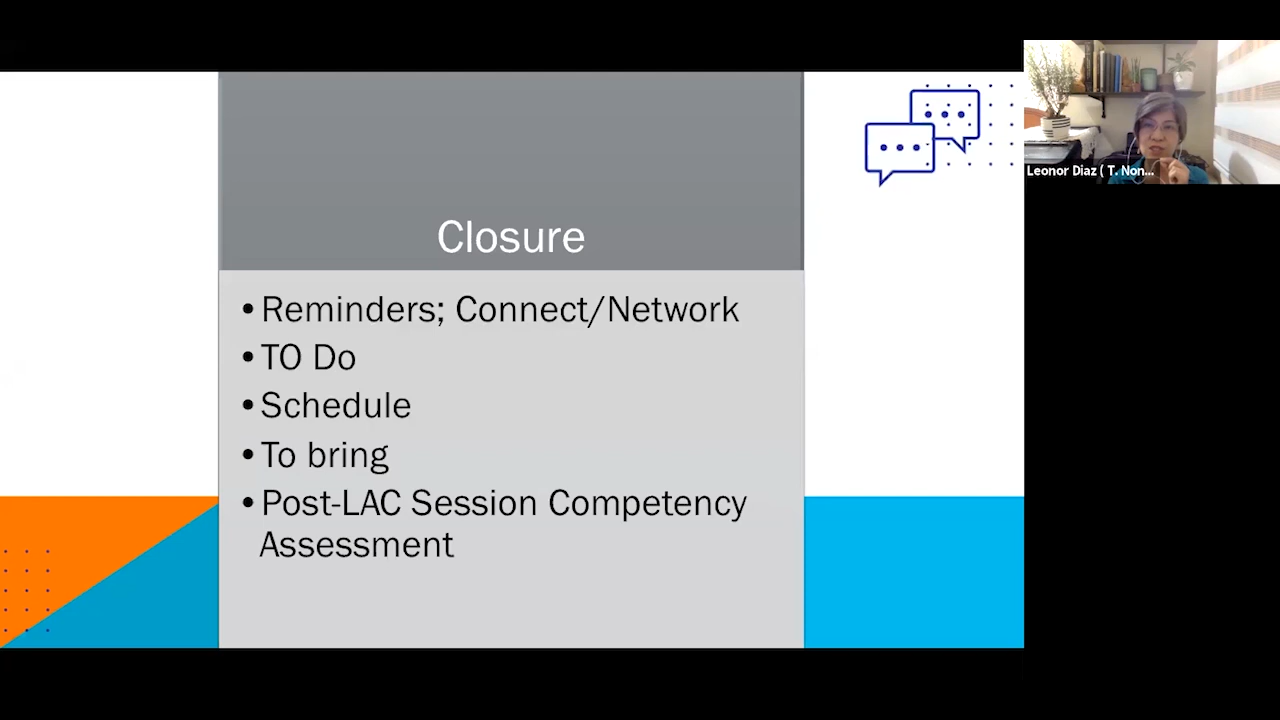 Closure
• Reminders; Connect/Network
• TO Do
• Schedule
• To bring
• Post-LAC Session Competency
Assessment
Leonor Diaz ( T. Non...